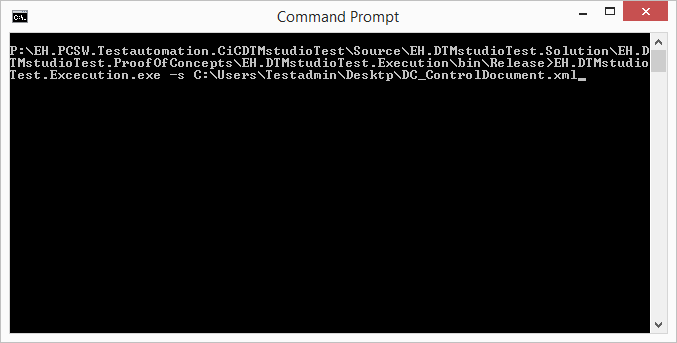 Command Prompt
P:\EH.PCSW.Testautomation.CiCDTMstudioTest\Source\EH.DTMstudioTest.Solution\EH.D
TMstudioTest.ProofOfConcepts\EH.DTMstudioTest.Execution\bin\Release>EH.DTMstudio
Test.Excecution.exe -s C:\Users\Testadmin\Desktp\DC_ControlDocument.xml_